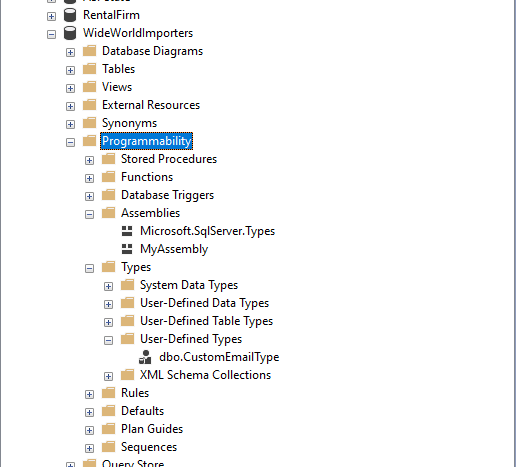 RentalFirm
WideWorldImporters
Database Diagrams
Tables
Views
External Resources
Synonyms
Programmability
Stored Procedures
Functions
Database Triggers
Assemblies
Microsoft.SqlServer.Types
MyAssembly
Types
System Data Types
User-Defined Data Types
User-Defined Table Types
User-Defined Types
dbo.CustomEmailType
XML Schema Collections
Rules
Defaults
Plan Guides
Sequences
Query Store